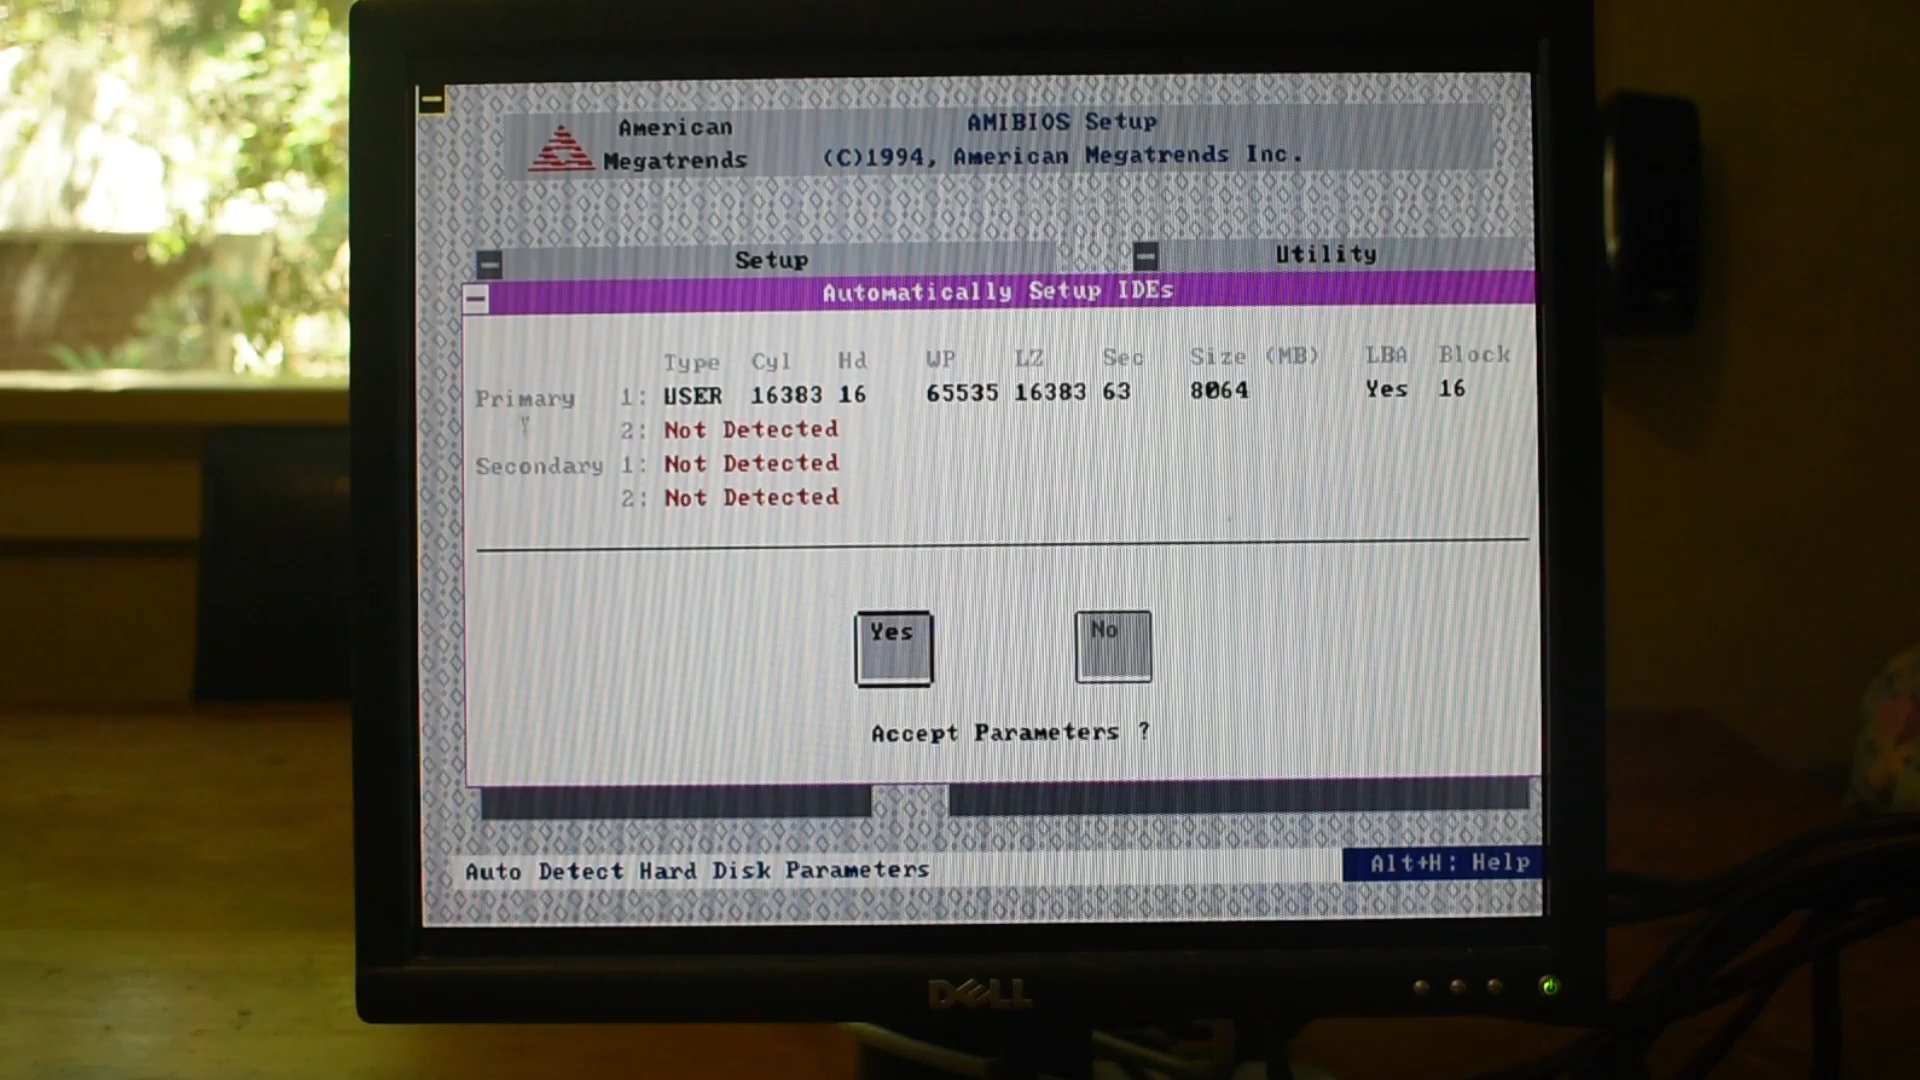 American
Megatrends
AMIBIOS Setup
(C)1994, American Megatrends Inc.
Setup
Utility
Automatically Setup IDEs
Type Cyl Hd WP LZ Sec Size (MB) LBA Block
Primary 1: USER 16383 16 65535 16383 63 8064 Yes 16
2: Not Detected
Secondary 1: Not Detected
2: Not Detected
Yes
No
Accept Parameters ?
Auto Detect Hard Disk Parameters
Alt+H: Help
DELL